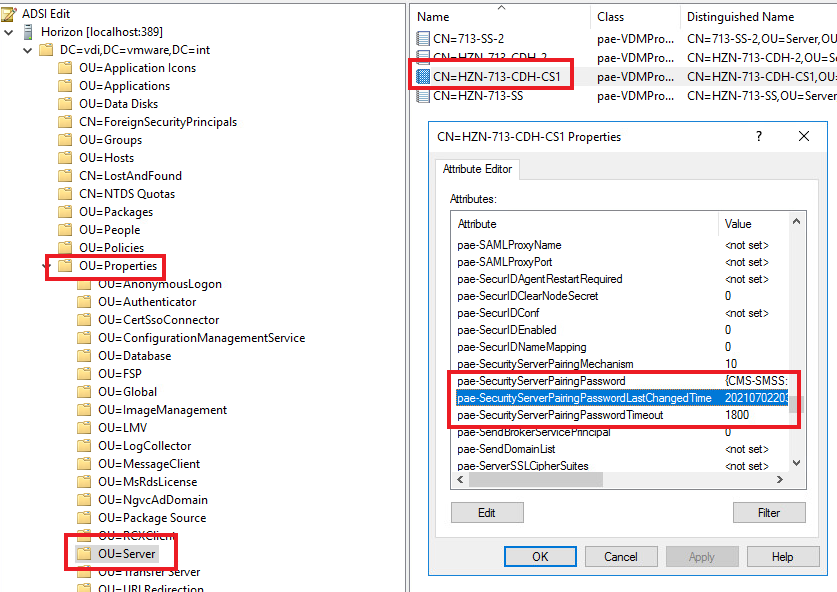 ADSI Edit
Horizon [localhost:389]
DC=vdi,DC=vmware,DC=int
OU=Application Icons
OU=Applications
OU=Data Disks
CN=ForeignSecurityPrincipals
OU=Groups
OU=Hosts
CN=LostAndFound
CN=NTDS Quotas
OU=Packages
OU=People
OU=Policies
OU=Properties
OU=AnonymousLogon
OU=Authenticator
OU=CertSsoConnector
OU=ConfigurationManagementService
OU=Database
OU=FSP
OU=Global
OU=ImageManagement
OU=LMV
OU=LogCollector
OU=MessageClient
OU=MsRdsLicense
OU=NgvcAdDomain
OU=Package Source
OU=RCXClient
OU=Server
OU=Transfer Server
OU=URLRedirection
Name Class Distinguished Name
CN=713-SS-2 pae-VDMPro... CN=713-SS-2,OU=Server,OU
CN=HZN-713-CDH-2 pae-VDMPro... CN=HZN-713-CDH-2,OU=Serv
CN=HZN-713-CDH-CS1 pae-VDMPro... CN=HZN-713-CDH-CS1,OU=
CN=HZN-713-SS pae-VDMPro... CN=HZN-713-SS,OU=Server,
CN=HZN-713-CDH-CS1 Properties ?
Attribute Editor
Attributes:
Attribute Value
pae-SAMLProxyName <not set>
pae-SAMLProxyPort <not set>
pae-SecurIDAgentRestartRequired <not set>
pae-SecurIDClearNodeSecret 0
pae-SecurIDConf <not set>
pae-SecurIDEnabled 0
pae-SecurIDNameMapping 0
pae-SecurityServerPairingMechanism 10
pae-SecurityServerPairingPassword {CMS-SMSS:
pae-SecurityServerPairingPasswordLastChangedTime 20210702203
pae-SecurityServerPairingPasswordTimeout 1800
pae-SendBrokerServicePrincipal 0
pae-SendDomainList <not set>
pae-ServerSSLCipherSuites <not set>
Edit Filter
OK Cancel Apply Help